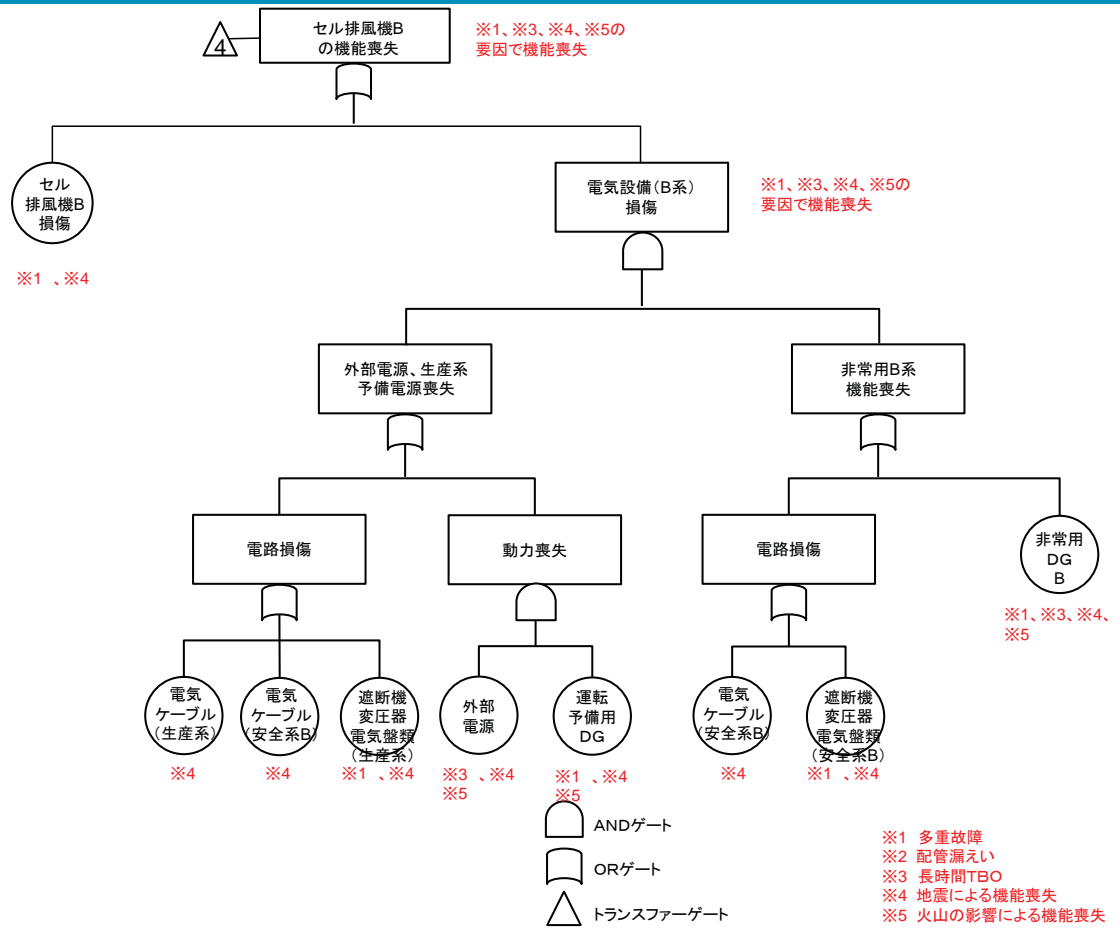 4
セル排風機B
の機能喪失
※1、※3、※4、※5の
要因で機能喪失
セル
排風機B
損傷
※1 、※4
電気設備(B系)
損傷
※1、※3、※4、※5の
要因で機能喪失
外部電源、生産系
予備電源喪失
非常用B系
機能喪失
電路損傷
動力喪失
電路損傷
非常用
DG
B
※1、※3、※4、
※5
電気
ケーブル
(生産系)
※4
電気
ケーブル
(安全系B)
※4
遮断機
変圧器
電気盤類
(生産系)
※1 、※4
外部
電源
※3 、※4
※5
運転
予備用
DG
※1 、※4
※5
電気
ケーブル
(安全系B)
※4
遮断機
変圧器
電気盤類
(安全系B)
※1 、※4
ANDゲート
ORゲート
トランスファーゲート
※1 多重故障
※2 配管漏えい
※3 長時間TBO
※4 地震による機能喪失
※5 火山の影響による機能喪失